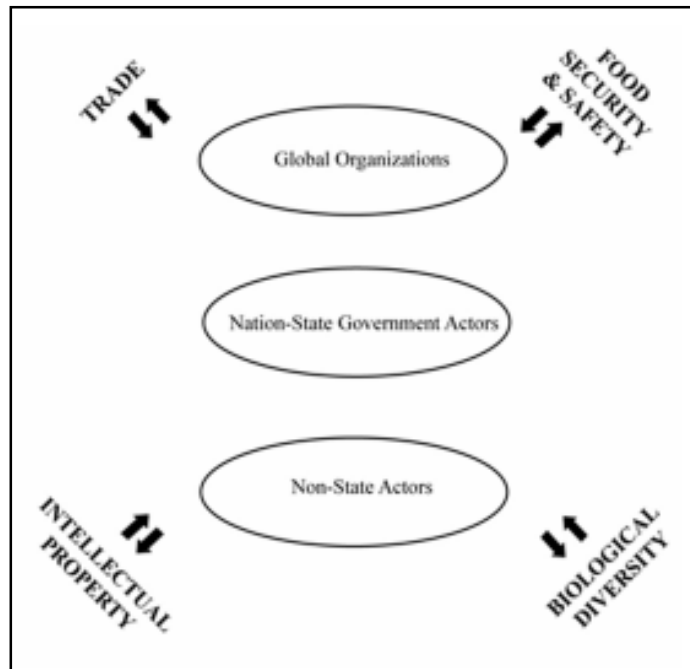 TRADE
FOOD
SECURITY
& SAFETY
Global Organizations
Nation-State Government Actors
Non-State Actors
INTELLECTUAL
PROPERTY
BIOLOGICAL
DIVERSITY